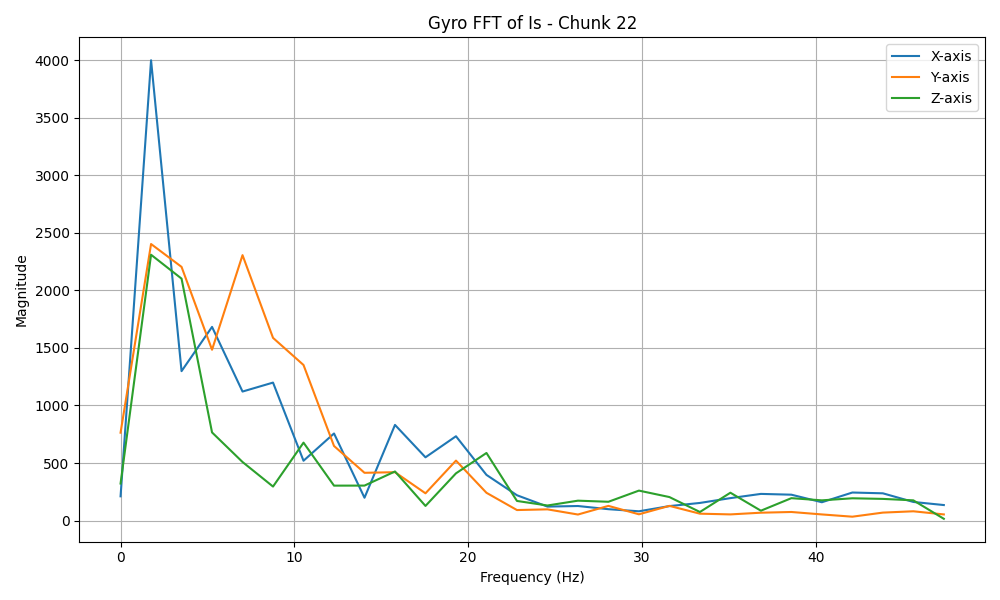 Gyro FFT of Is - Chunk 22
X-axis
Y-axis
Z-axis
4000
3500
3000
2500
2000
1500
1000
500
0
Magnitude
0 10 20 30 40
Frequency (Hz)